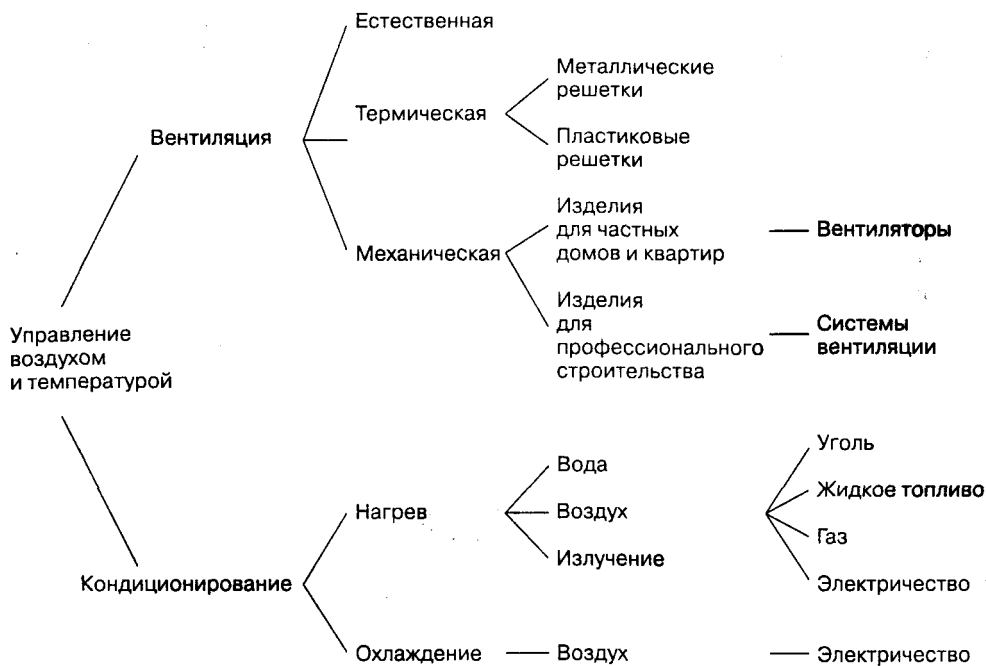 Естественная
Металлические
решетки
Термическая
Вентиляция
Пластиковые
решетки
Изделия
для частных
домов и квартир
Вентиляторы
Механическая
Изделия
для
профессионального
строительства
Системы
вентиляции
Управление
воздухом
и температурой
Уголь
Вода
Жидкое топливо
Нагрев
Воздух
Газ
Излучение
Электричество
Кондиционирование
Охлаждение
Воздух
Электричество